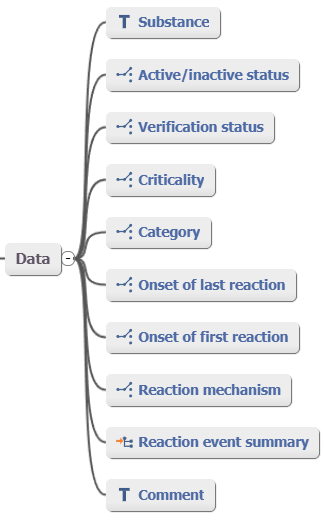 Substance
Active/inactive status
Verification status
Criticality
Category
Data
Onset of last reaction
Onset of first reaction
Reaction mechanism
Reaction event summary
Comment